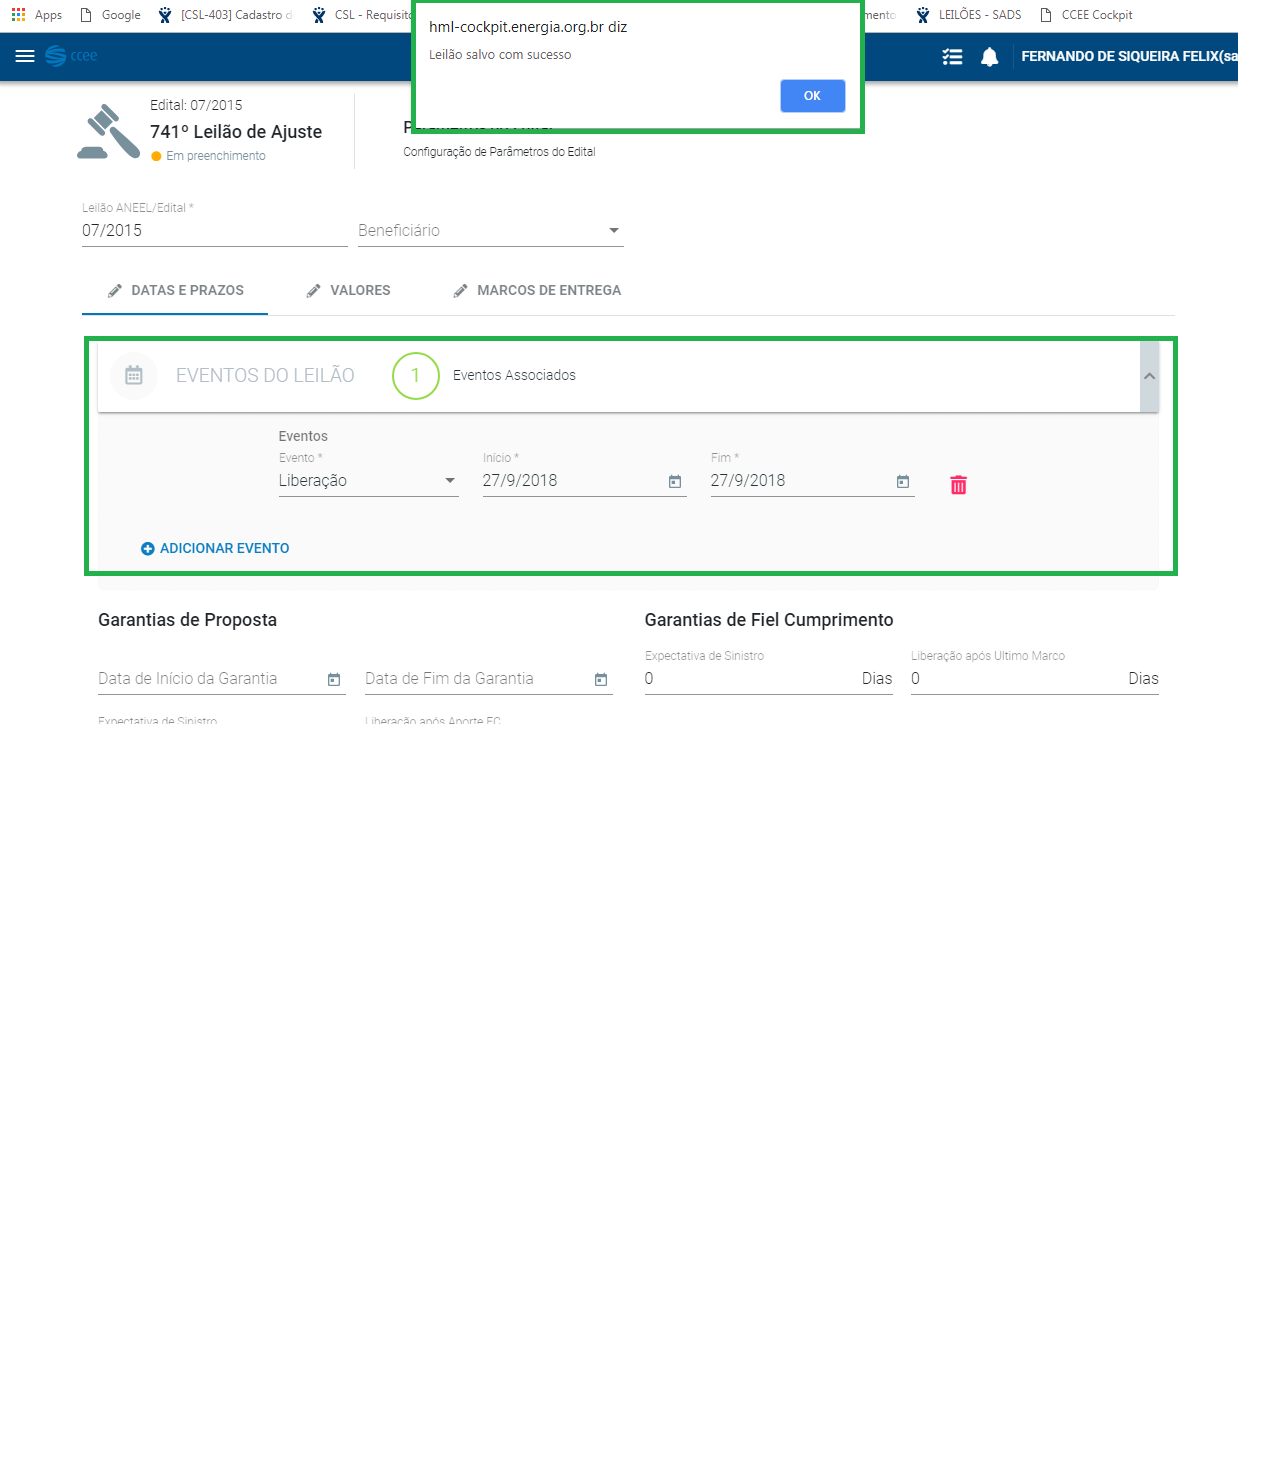 Apps Google [CSL-403] Cadastro d CSL - Requisito mento LEILÕES - SADS CCEE Cockpit
hml-cockpit.energia.org.br diz
Leilão salvo com sucesso
OK
ccee FERNANDO DE SIQUEIRA FELIX(sa
Edital: 07/2015
741º Leilão de Ajuste
Em preenchimento
Configuração de Parâmetros do Edital
Leilão ANEEL/Edital *
07/2015 Beneficiário
DATAS E PRAZOS VALORES MARCOS DE ENTREGA
EVENTOS DO LEILÃO 1 Eventos Associados
Eventos
Evento * Início * Fim *
Liberação 27/9/2018 27/9/2018
ADICIONAR EVENTO
Garantias de Proposta Garantias de Fiel Cumprimento
Expectativa de Sinistro Liberação após Ultimo Marco
Data de Início da Garantia Data de Fim da Garantia 0 Dias 0 Dias
Expectativa de Sinistro Liberação após Aporte FC